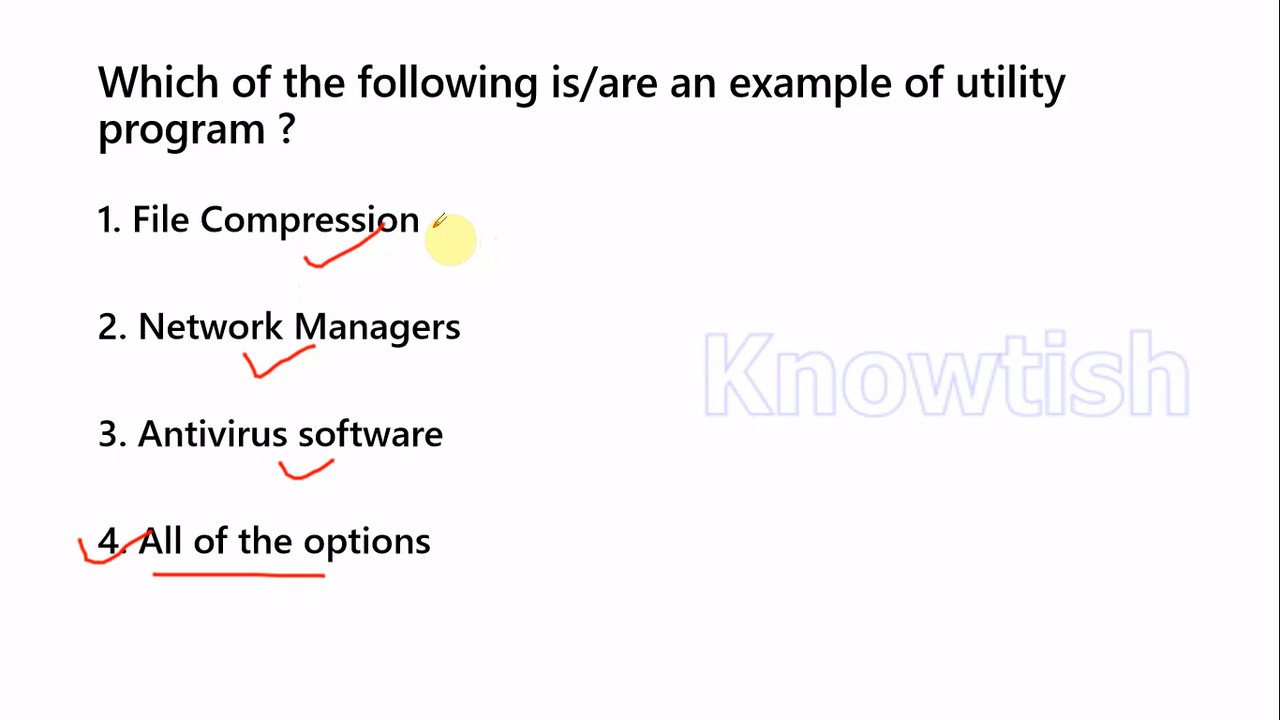 Which of the following is/are an example of utility
program ?
1. File Compression
2. Network Managers
Knowtish
3. Antivirus software
4. All of the options